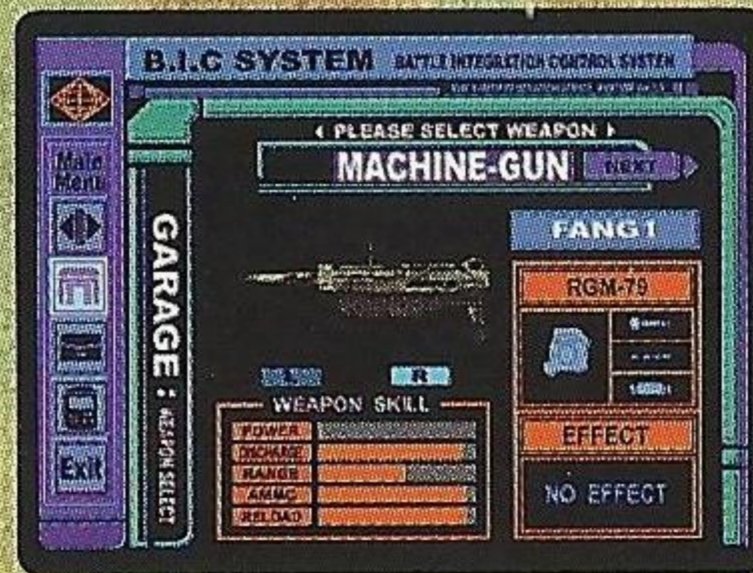 B.I.C SYSTEM BATTLE INTEGRATION CONTROL SYSTEM
Main Menu
PLEASE SELECT WEAPON
MACHINE-GUN NEXT
GARAGE : WEAPON SELECT
FANG1
RGM-79
L R
WEAPON SKILL
POWER
DISCHARGE
RANGE
AMMO
RELOAD
EFFECT
NO EFFECT
Exit